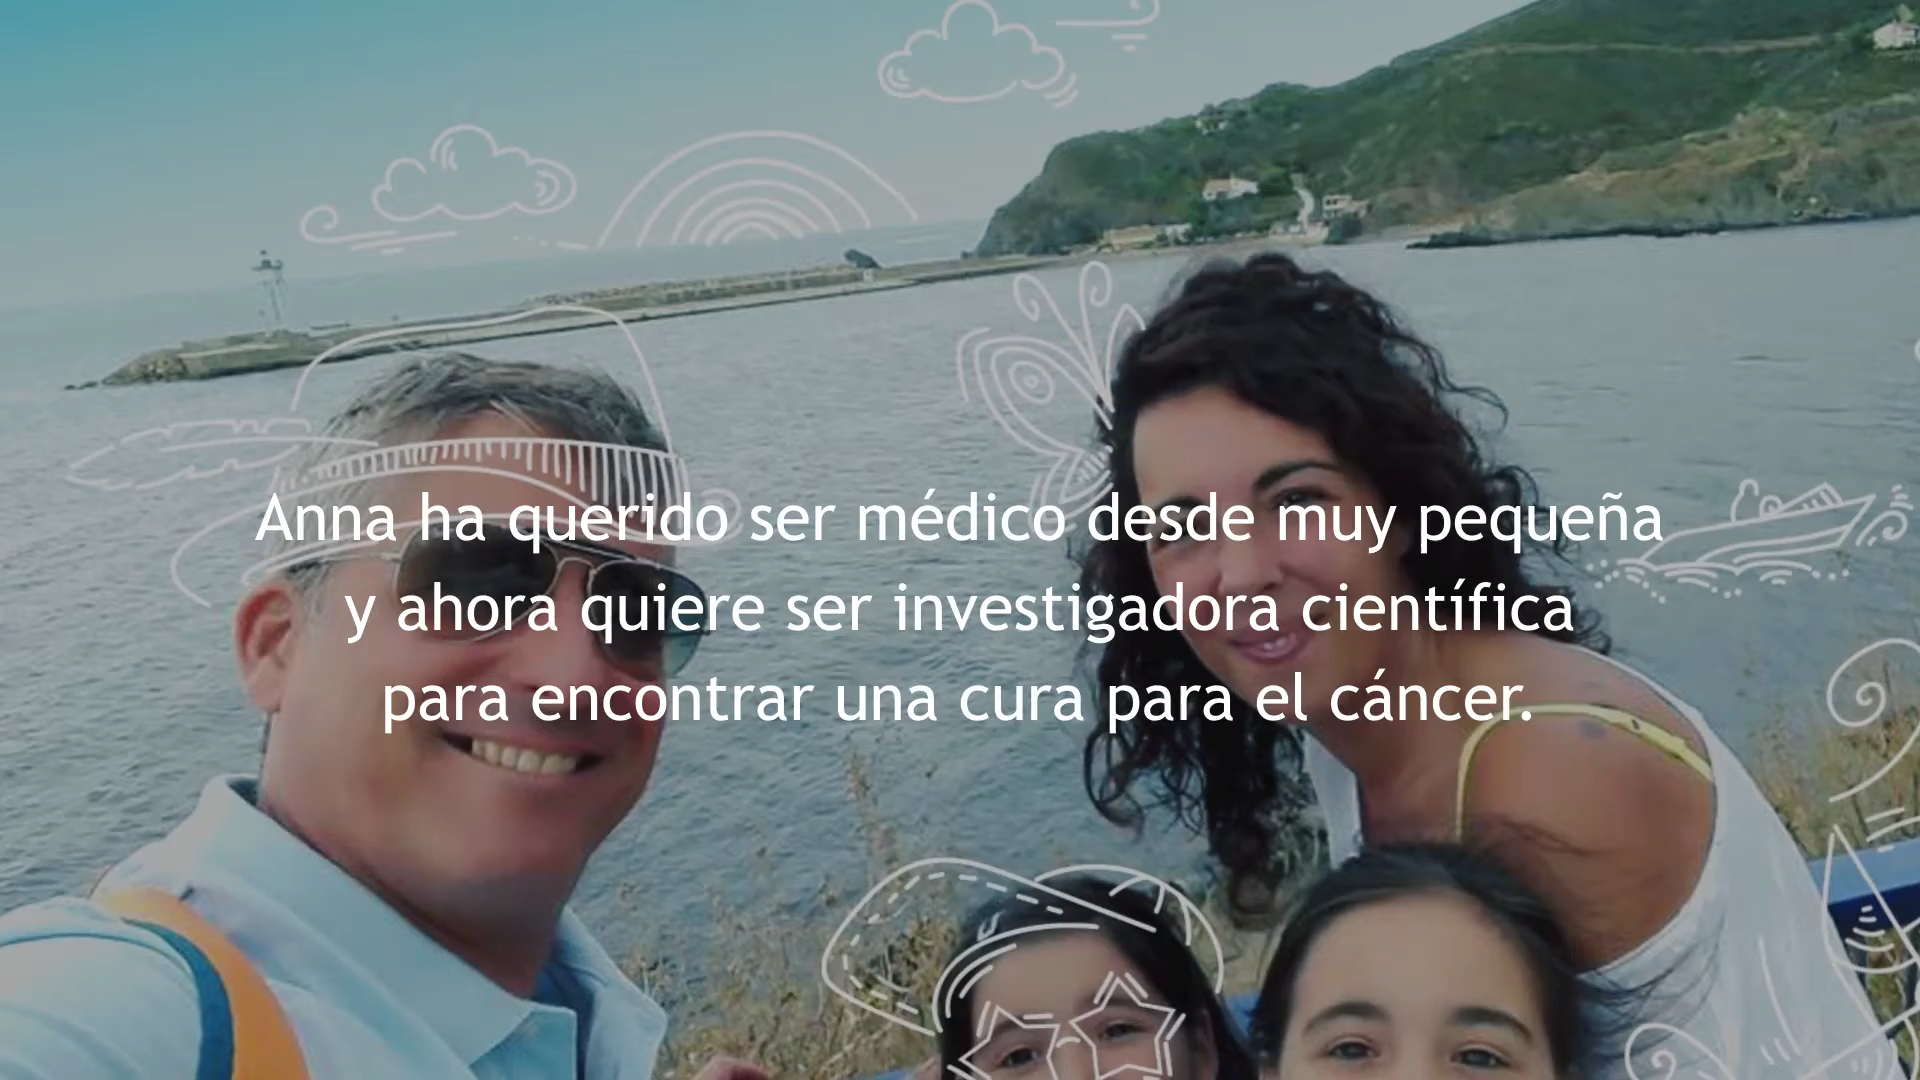 Anna ha querido ser médico desde muy pequeña
y ahora quiere ser investigadora científica
para encontrar una cura para el cáncer.